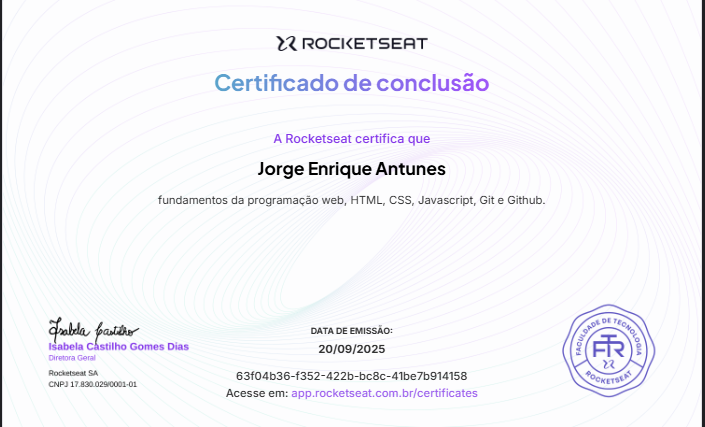 ROCKETSEAT
Certificado de conclusão
A Rocketseat certifica que
Jorge Enrique Antunes
fundamentos da programação web, HTML, CSS, Javascript, Git e Github.
Isabela Castilho
Isabela Castilho Gomes Dias
Diretora Geral
Rocketseat SA
CNPJ 17.830.029/0001-01
DATA DE EMISSÃO:
20/09/2025
63f04b36-f352-422b-bc8c-41be7b914158
Acesse em: app.rocketseat.com.br/certificates
FACULDADE DE TECNOLOGIA
FTR
ROCKETSEAT